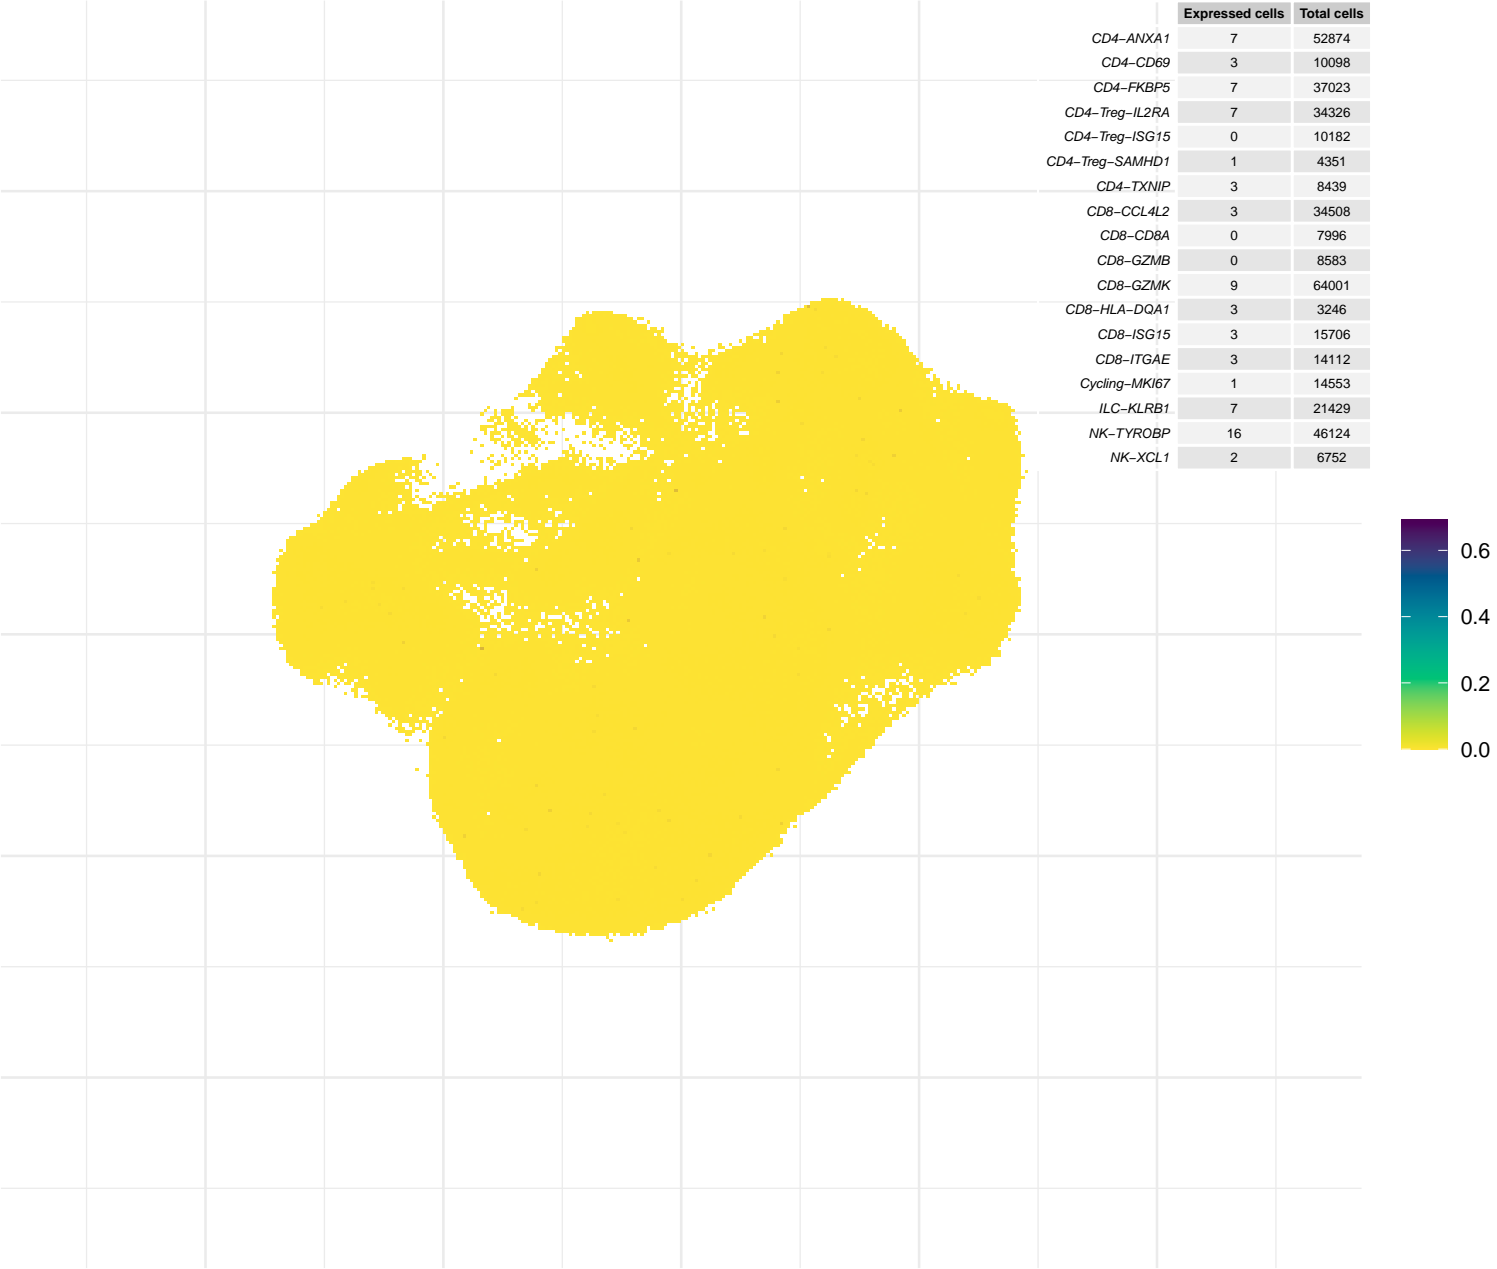 Expressed cells Total cells
CD4−ANXA1 7 52874
CD4−CD69 3 10098
CD4−FKBP5 7 37023
CD4−Treg−IL2RA 7 34326
CD4−Treg−ISG15 0 10182
CD4−Treg−SAMHD1 1 4351
CD4−TXNIP 3 8439
CD8−CCL4L2 3 34508
CD8−CD8A 0 7996
CD8−GZMB 0 8583
CD8−GZMK 9 64001
CD8−HLA−DQA1 3 3246
CD8−ISG15 3 15706
CD8−ITGAE 3 14112
Cycling−MKI67 1 14553
ILC−KLRB1 7 21429
NK−TYROBP 16 46124
NK−XCL1 2 6752
0.6
0.4
0.2
0.0